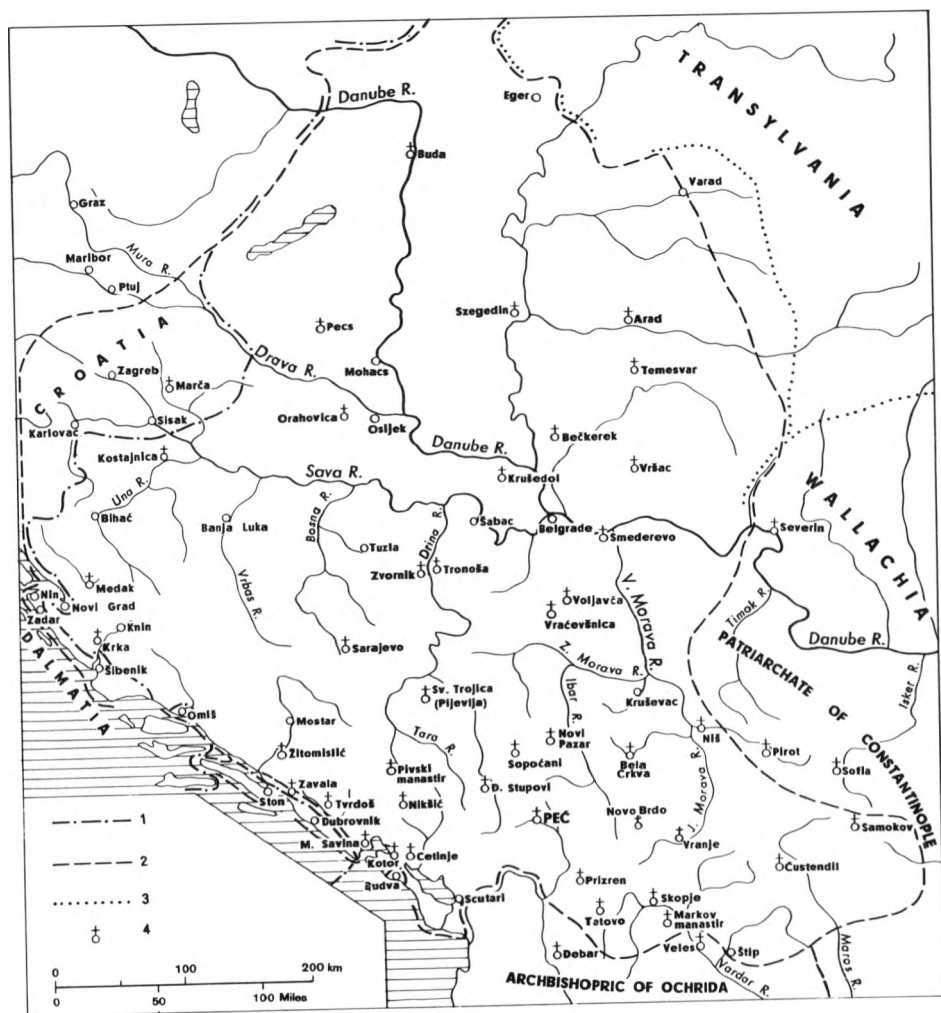 TRANSYLVANIA
Danube R.
Eger
Buda
Varad
Graz
Mura R.
Maribor
Ptuj
Szegedin
Arad
Pecs
CROATIA
Drava R.
Mohacs
Temesvar
Zagreb
Marča
Orahovica
Osijek
Karlovac
Sisak
Danube R.
Bečkerek
Kostajnica
Sava R.
Krušedol
Vršac
WALLACHIA
Una R.
Bihać
Banja Luka
Bosna R.
Šabac
Belgrade
Smederevo
Severin
Tuzla
Drina R.
Zvornik
Tronoša
Medak
Vrbas R.
Voljavča
V. Morava R.
Timok R.
Nin
Novi Grad
Zadar
Vraćevšnica
DALMATIA
Knin
Krka
Sarajevo
Z. Morava R.
PATRIARCHATE OF CONSTANTINOPLE
Danube R.
Šibenik
Isker R.
Sv. Trojica
(Pijevlja)
Ibar R.
Kruševac
Omiš
Mostar
Tara R.
Novi
Pazar
Niš
Žitomislić
Sopoćani
Bela
Crkva
Pirot
Sofia
Pivski
manastir
J. Morava R.
Ston
Zavala
Tvrdoš
Nikšić
D. Stupovi
Dubrovnik
PEĆ
Novo Brdo
Samokov
M. Savina
Vranje
Kotor
Cetinje
Ćustendil
Budva
Prizren
Scutari
Skopje
Tatovo
Markov
manastir
Debar
Veles
Štip
Maros R.
Vardar R.
ARCHBISHOPRIC OF OCHRIDA
1
2
3
4
0 100 200 km
0 50 100 Miles